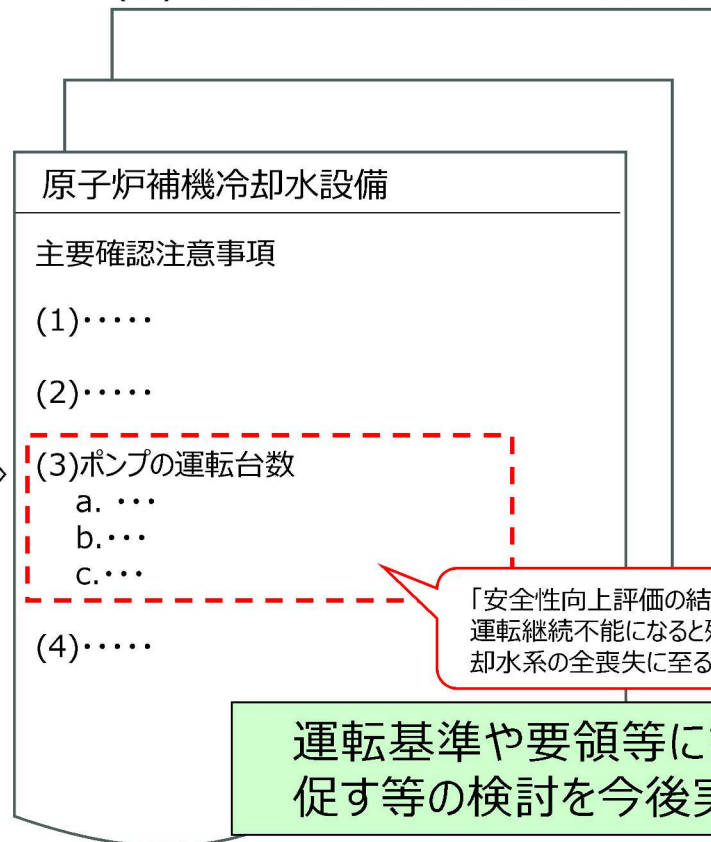 原子炉補機冷却水設備
主要確認注意事項
(1)・・・・・
(2)・・・・・
(3)ポンプの運転台数
a. ・・・
b.・・・
c.・・・
「安全性向上評価の結
運転継続不能になると
却水系の全喪失に至る
(4)・・・・・
運転基準や要領等に
促す等の検討を今後